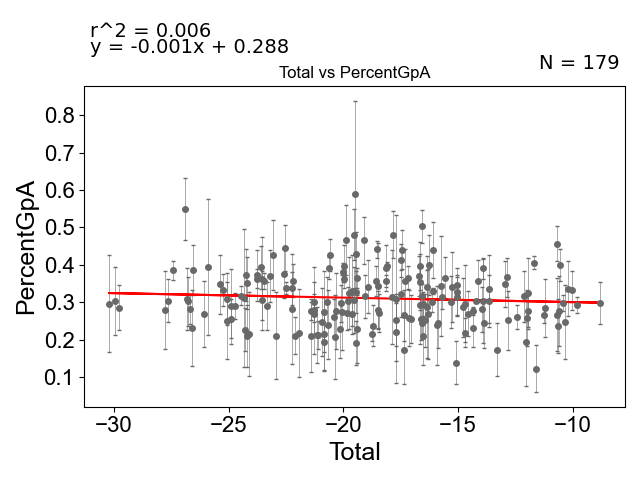 r^2 = 0.006
y = -0.001x + 0.288
N = 179
Total vs PercentGpA
PercentGpA
0.8
0.7
0.6
0.5
0.4
0.3
0.2
0.1
−30 −25 −20 −15 −10
Total